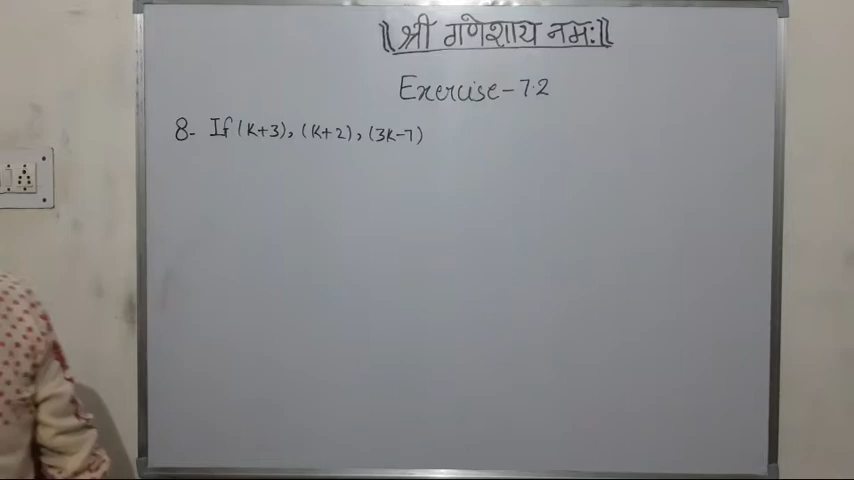 ॥ श्री गणेशाय नमः॥
Exercise-7.2
8- If (K+3), (K+2), (3K-7)